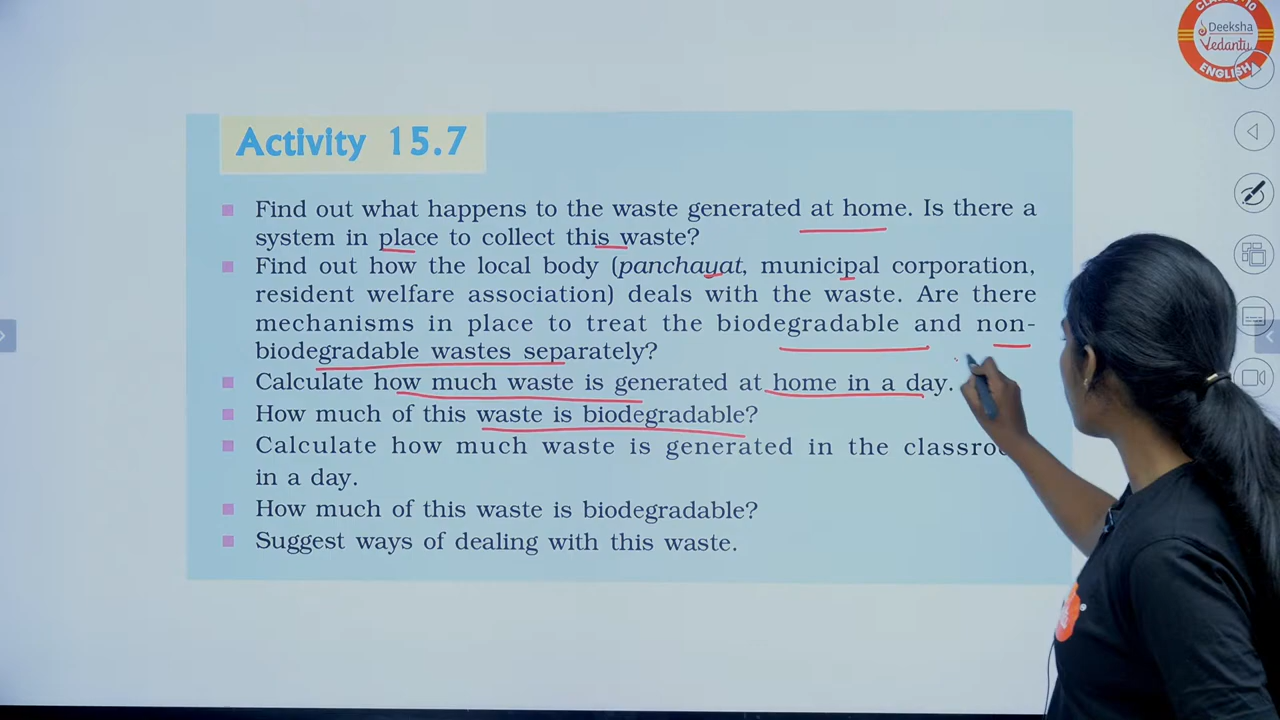 CLASS 9-10
Deeksha
Vedantu
ENGLISH
Activity 15.7
Find out what happens to the waste generated at home. Is there a
system in place to collect this waste?
Find out how the local body (panchayat, municipal corporation,
resident welfare association) deals with the waste. Are there
mechanisms in place to treat the biodegradable and non-
biodegradable wastes separately?
Calculate how much waste is generated at home in a day.
How much of this waste is biodegradable?
Calculate how much waste is generated in the
in a day.
How much of this waste is biodegradable?
Suggest ways of dealing with this waste.